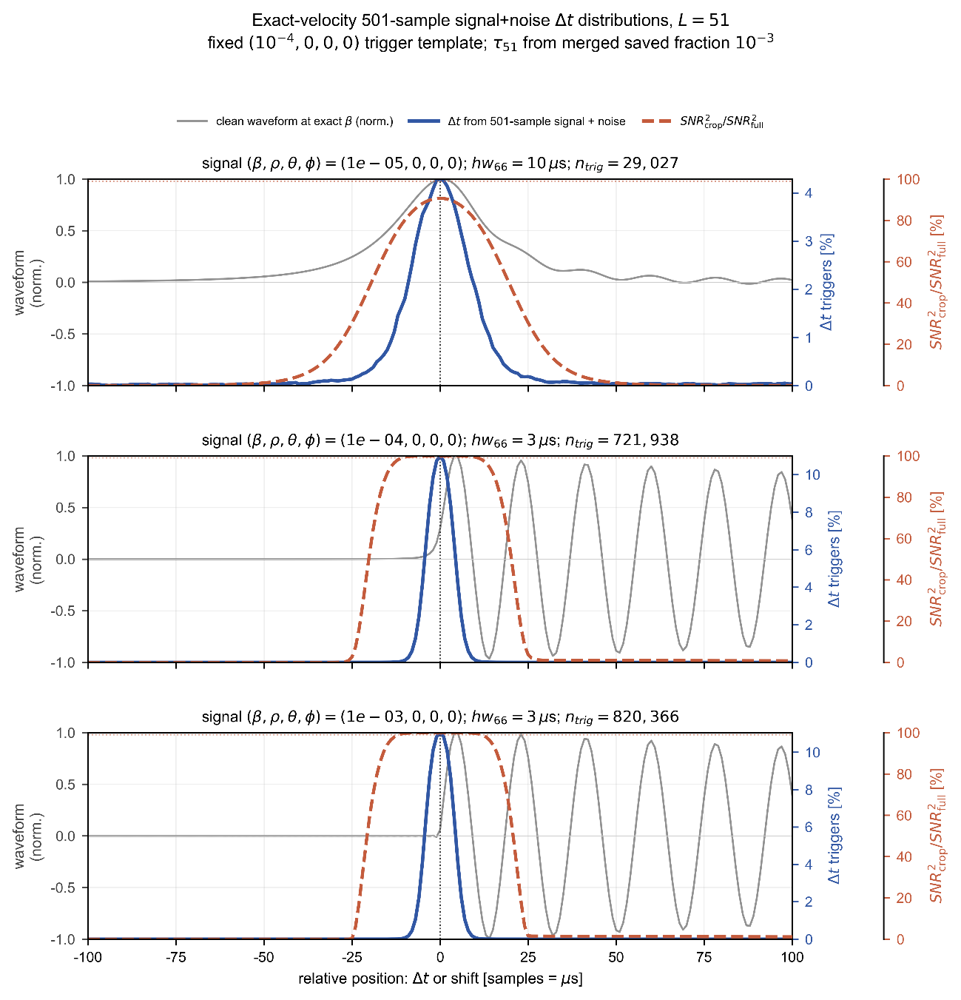 Exact-velocity 501-sample signal+noise Δt distributions, L = 51
fixed (10⁻⁴, 0, 0, 0) trigger template; τ₅₁ from merged saved fraction 10⁻³
clean waveform at exact β (norm.)
Δt from 501-sample signal + noise
SNR²crop/SNR²full
signal (β, ρ, θ, ϕ) = (1e − 05, 0, 0, 0); hw₆₆ = 10 μs; n_trig = 29, 027
1.0
0.5
0.0
-0.5
-1.0
waveform
(norm.)
4
3
2
1
0
Δt triggers [%]
100
80
60
40
20
0
SNR²crop/SNR²full [%]
signal (β, ρ, θ, ϕ) = (1e − 04, 0, 0, 0); hw₆₆ = 3 μs; n_trig = 721, 938
1.0
0.5
0.0
-0.5
-1.0
waveform
(norm.)
10
8
6
4
2
0
Δt triggers [%]
100
80
60
40
20
0
SNR²crop/SNR²full [%]
signal (β, ρ, θ, ϕ) = (1e − 03, 0, 0, 0); hw₆₆ = 3 μs; n_trig = 820, 366
1.0
0.5
0.0
-0.5
-1.0
waveform
(norm.)
10
8
6
4
2
0
Δt triggers [%]
100
80
60
40
20
0
SNR²crop/SNR²full [%]
-100 -75 -50 -25 0 25 50 75 100
relative position: Δt or shift [samples = μs]